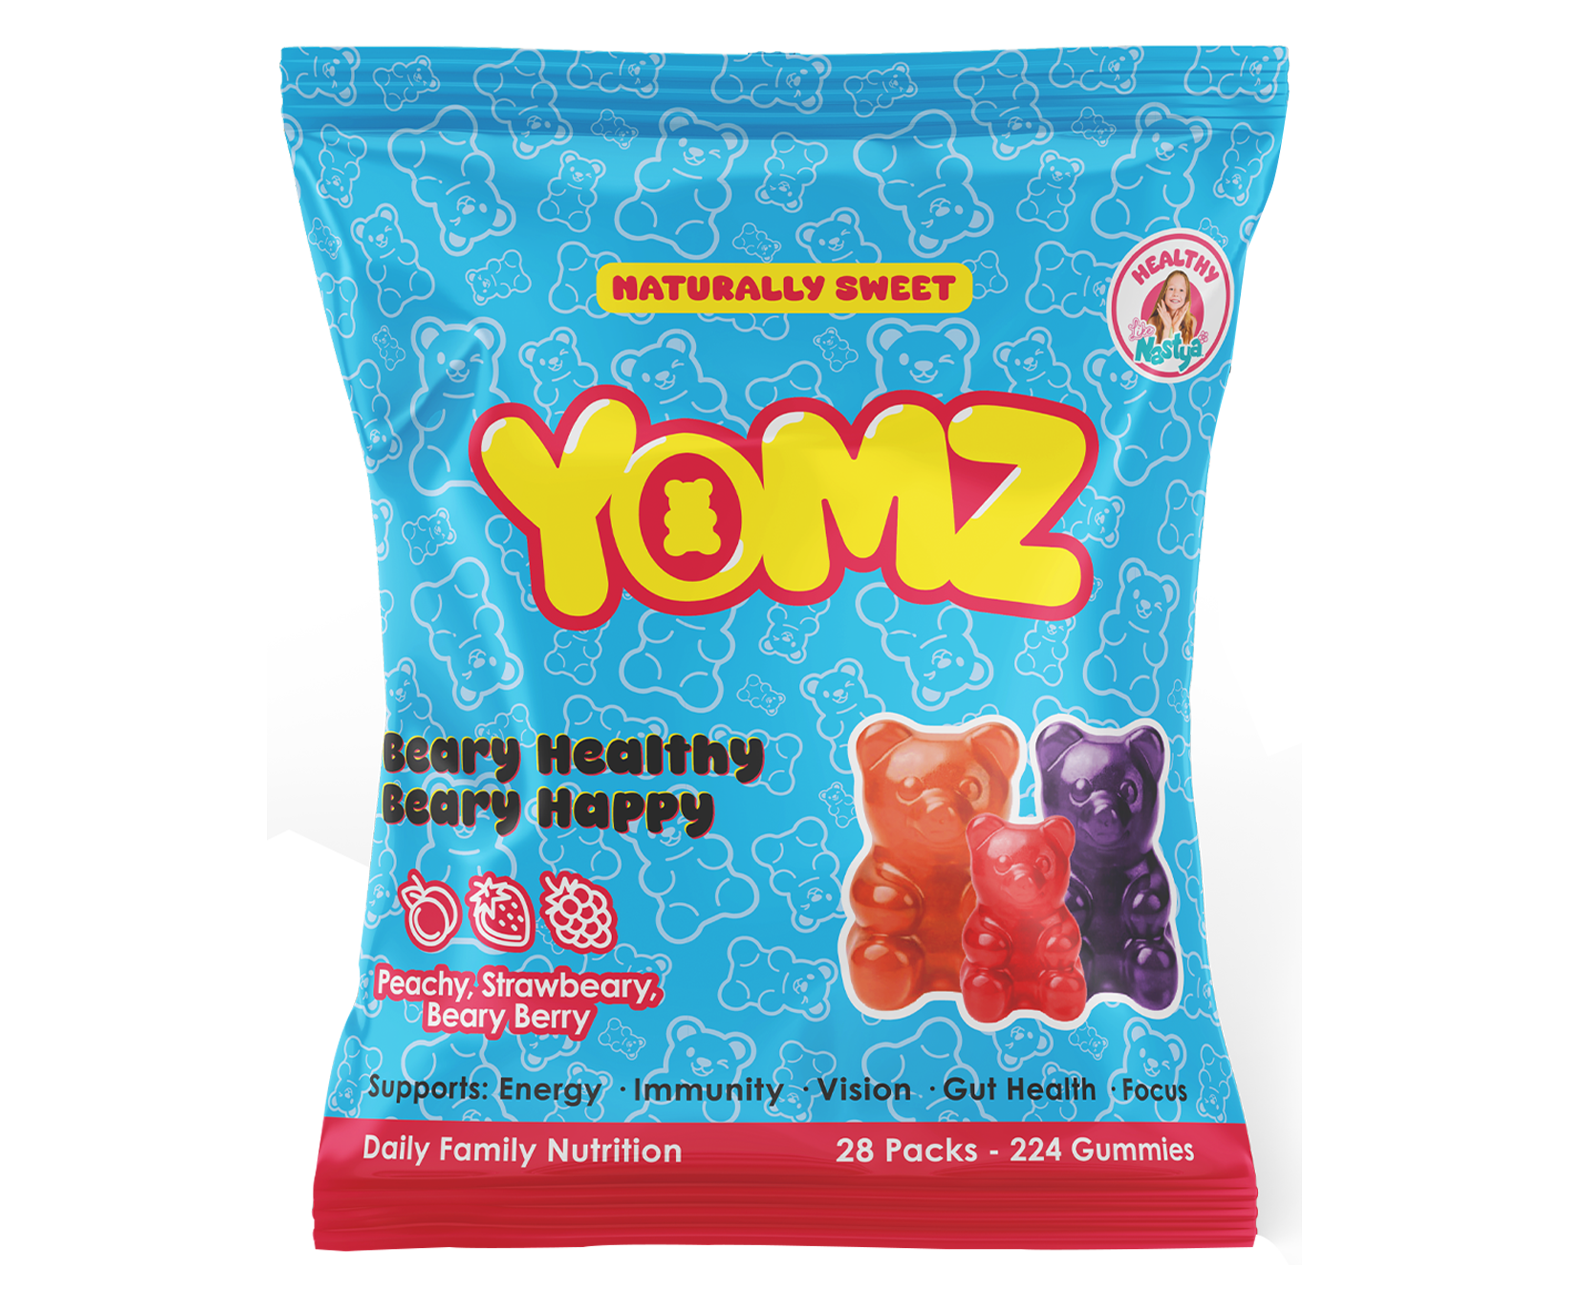 NATURALLY SWEET
HEALTHY
Like
Nastya
YOMZ
Beary Healthy
Beary Happy
Peachy, Strawbeary,
Beary Berry
Supports: Energy · Immunity · Vision · Gut Health · Focus
Daily Family Nutrition
28 Packs - 224 Gummies